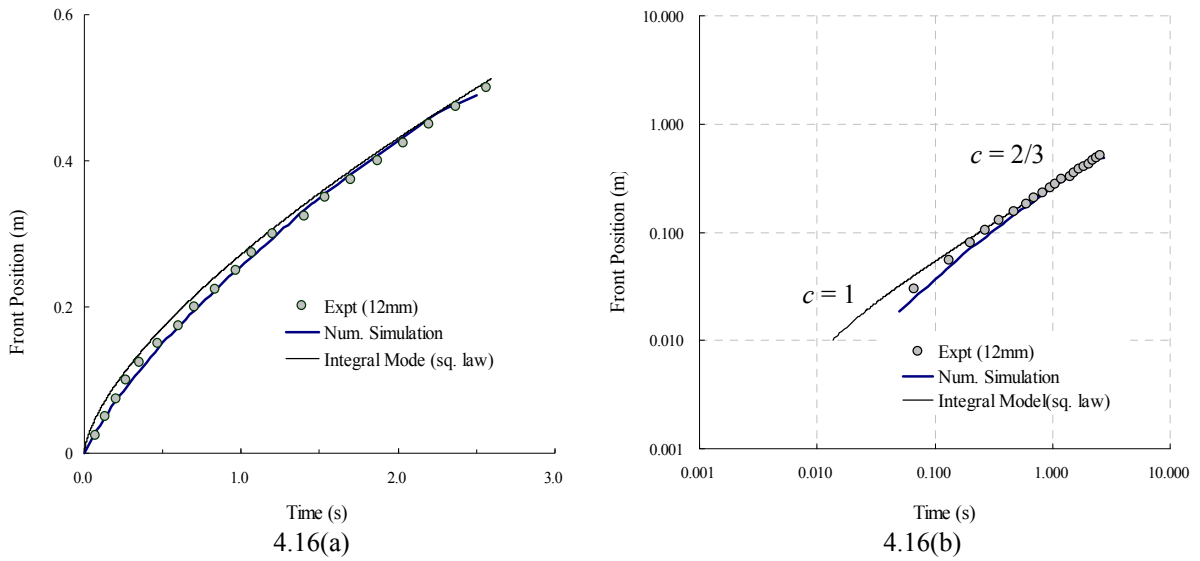 0.6
0.4
0.2
0
0.0
1.0
2.0
3.0
Front Position (m)
Time (s)
Expt (12mm)
Num. Simulation
Integral Mode (sq. law)
4.16(a)
10.000
1.000
0.100
0.010
0.001
0.001
0.010
0.100
1.000
10.000
Front Position (m)
Time (s)
c = 2/3
c = 1
Expt (12mm)
Num. Simulation
Integral Model(sq. law)
4.16(b)